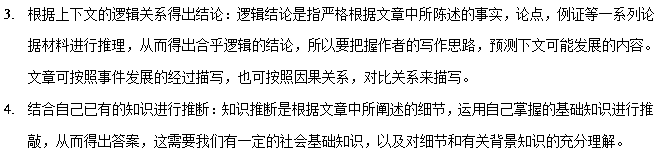 3. 根据上下文的逻辑关系得出结论：逻辑结论是指严格根据文章中所陈述的事实，论点，例证等一系列论
据材料进行推理，从而得出合乎逻辑的结论，所以要把握作者的写作思路，预测下文可能发展的内容。
文章可按照事件发展的经过描写，也可按照因果关系，对比关系来描写。
4. 结合自己已有的知识进行推断：知识推断是根据文章中所阐述的细节，运用自己掌握的基础知识进行推
敲，从而得出答案，这需要我们有一定的社会基础知识，以及对细节和有关背景知识的充分理解。